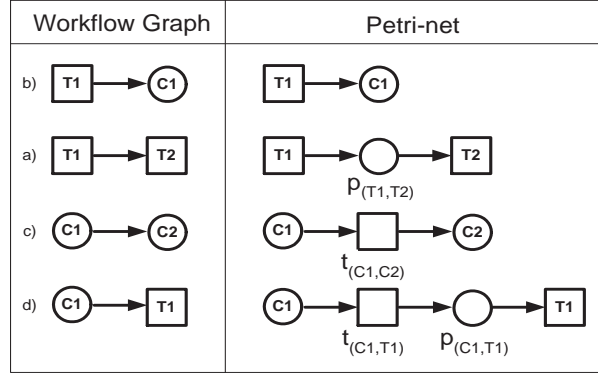 Workflow Graph Petri-net
b) T1 C1 T1 C1
a) T1 T2 T1 T2
p(T1,T2)
c) C1 C2 C1 C2
t(C1,C2)
d) C1 T1 C1 T1
t(C1,T1) p(C1,T1)